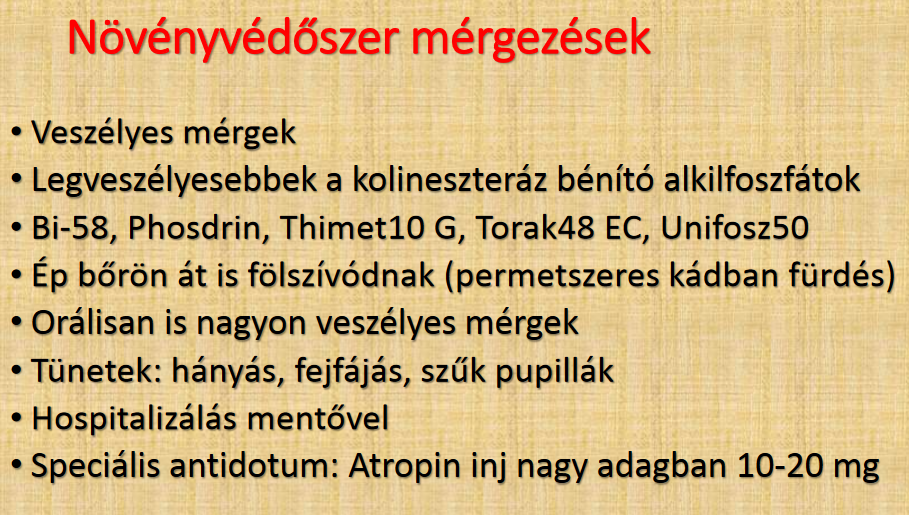 Növényvédőszer mérgezések
• Veszélyes mérgek
• Legveszélyesebbek a kolineszteráz bénító alkilfoszfátok
• Bi-58, Phosdrin, Thimet10 G, Torak48 EC, Unifosz50
• Ép bőrön át is fölszívódnak (permetszeres kádban fürdés)
• Orálisan is nagyon veszélyes mérgek
• Tünetek: hányás, fejfájás, szűk pupillák
• Hospitalizálás mentővel
• Speciális antidotum: Atropin inj nagy adagban 10-20 mg